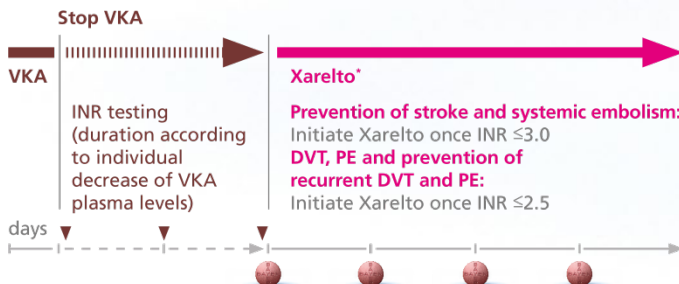 Stop VKA
VKA
Xarelto*
INR testing
(duration according
to individual
decrease of VKA
plasma levels)
Prevention of stroke and systemic embolism:
Initiate Xarelto once INR ≤3.0
DVT, PE and prevention of
recurrent DVT and PE:
Initiate Xarelto once INR ≤2.5
days